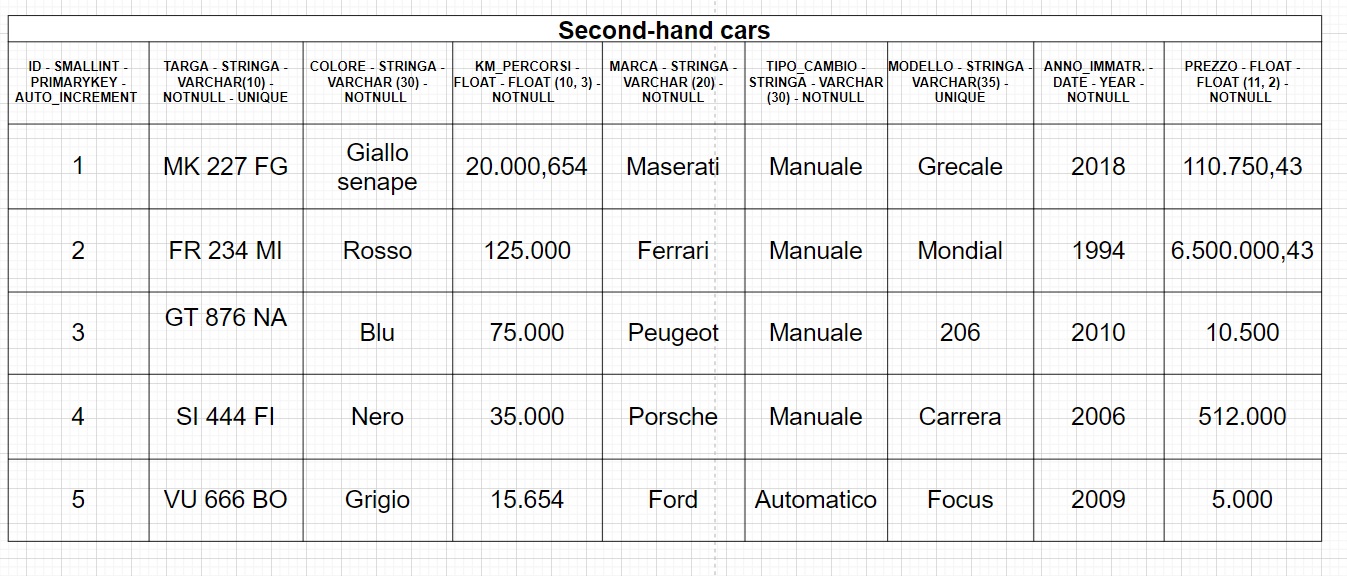 Second-hand cars
ID - SMALLINT -
PRIMARYKEY -
AUTO_INCREMENT
TARGA - STRINGA -
VARCHAR(10) -
NOTNULL - UNIQUE
COLORE - STRINGA -
VARCHAR (30) -
NOTNULL
KM_PERCORSI -
FLOAT - FLOAT (10, 3) -
NOTNULL
MARCA - STRINGA -
VARCHAR (20) -
NOTNULL
TIPO_CAMBIO -
STRINGA - VARCHAR
(30) - NOTNULL
MODELLO - STRINGA -
VARCHAR(35) -
UNIQUE
ANNO_IMMATR. -
DATE - YEAR -
NOTNULL
PREZZO - FLOAT -
FLOAT (11, 2) -
NOTNULL
1
MK 227 FG
Giallo
senape
20.000,654
Maserati
Manuale
Grecale
2018
110.750,43
2
FR 234 MI
Rosso
125.000
Ferrari
Manuale
Mondial
1994
6.500.000,43
3
GT 876 NA
Blu
75.000
Peugeot
Manuale
206
2010
10.500
4
SI 444 FI
Nero
35.000
Porsche
Manuale
Carrera
2006
512.000
5
VU 666 BO
Grigio
15.654
Ford
Automatico
Focus
2009
5.000